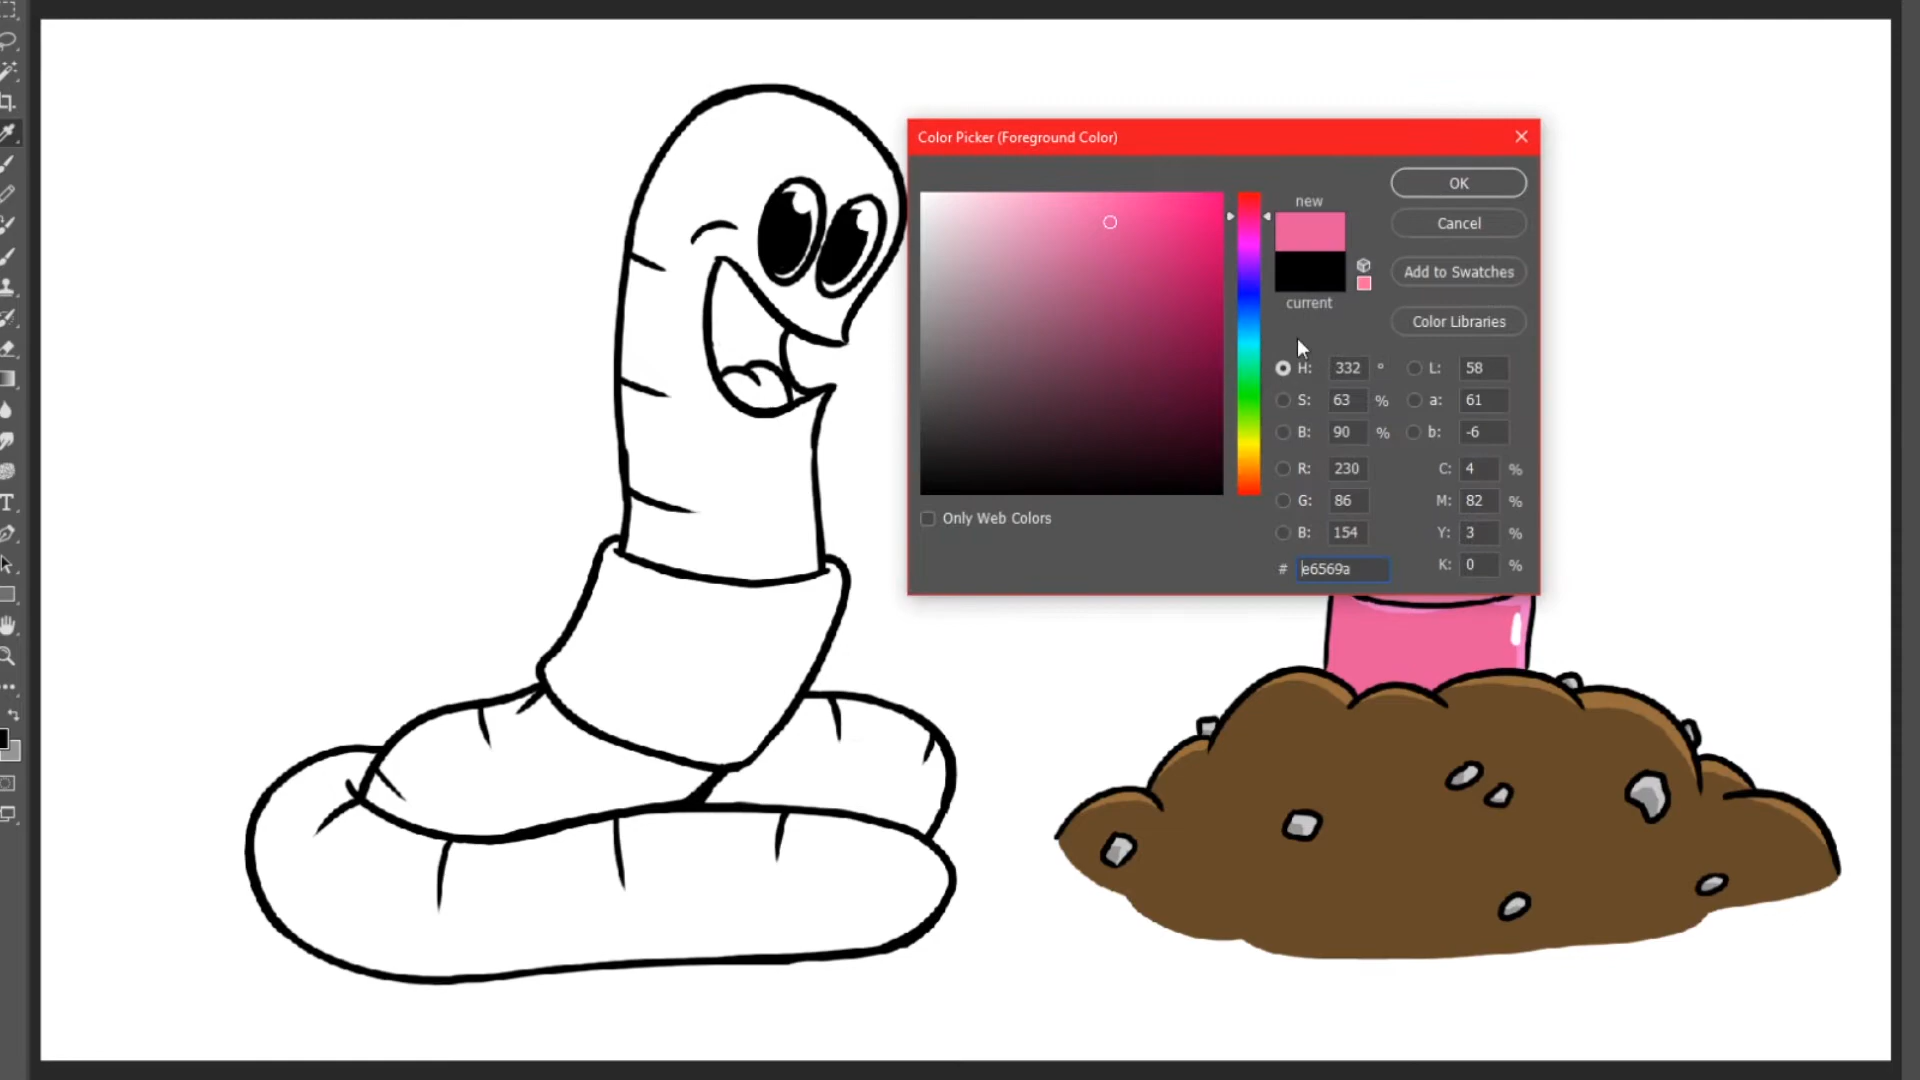 Color Picker (Foreground Color)
new
current
OK
Cancel
Add to Swatches
Color Libraries
H: 332 °
S: 63 %
B: 90 %
R: 230
G: 86
B: 154
# e6569a
L: 58
a: 61
b: -6
C: 4 %
M: 82 %
Y: 3 %
K: 0 %
Only Web Colors